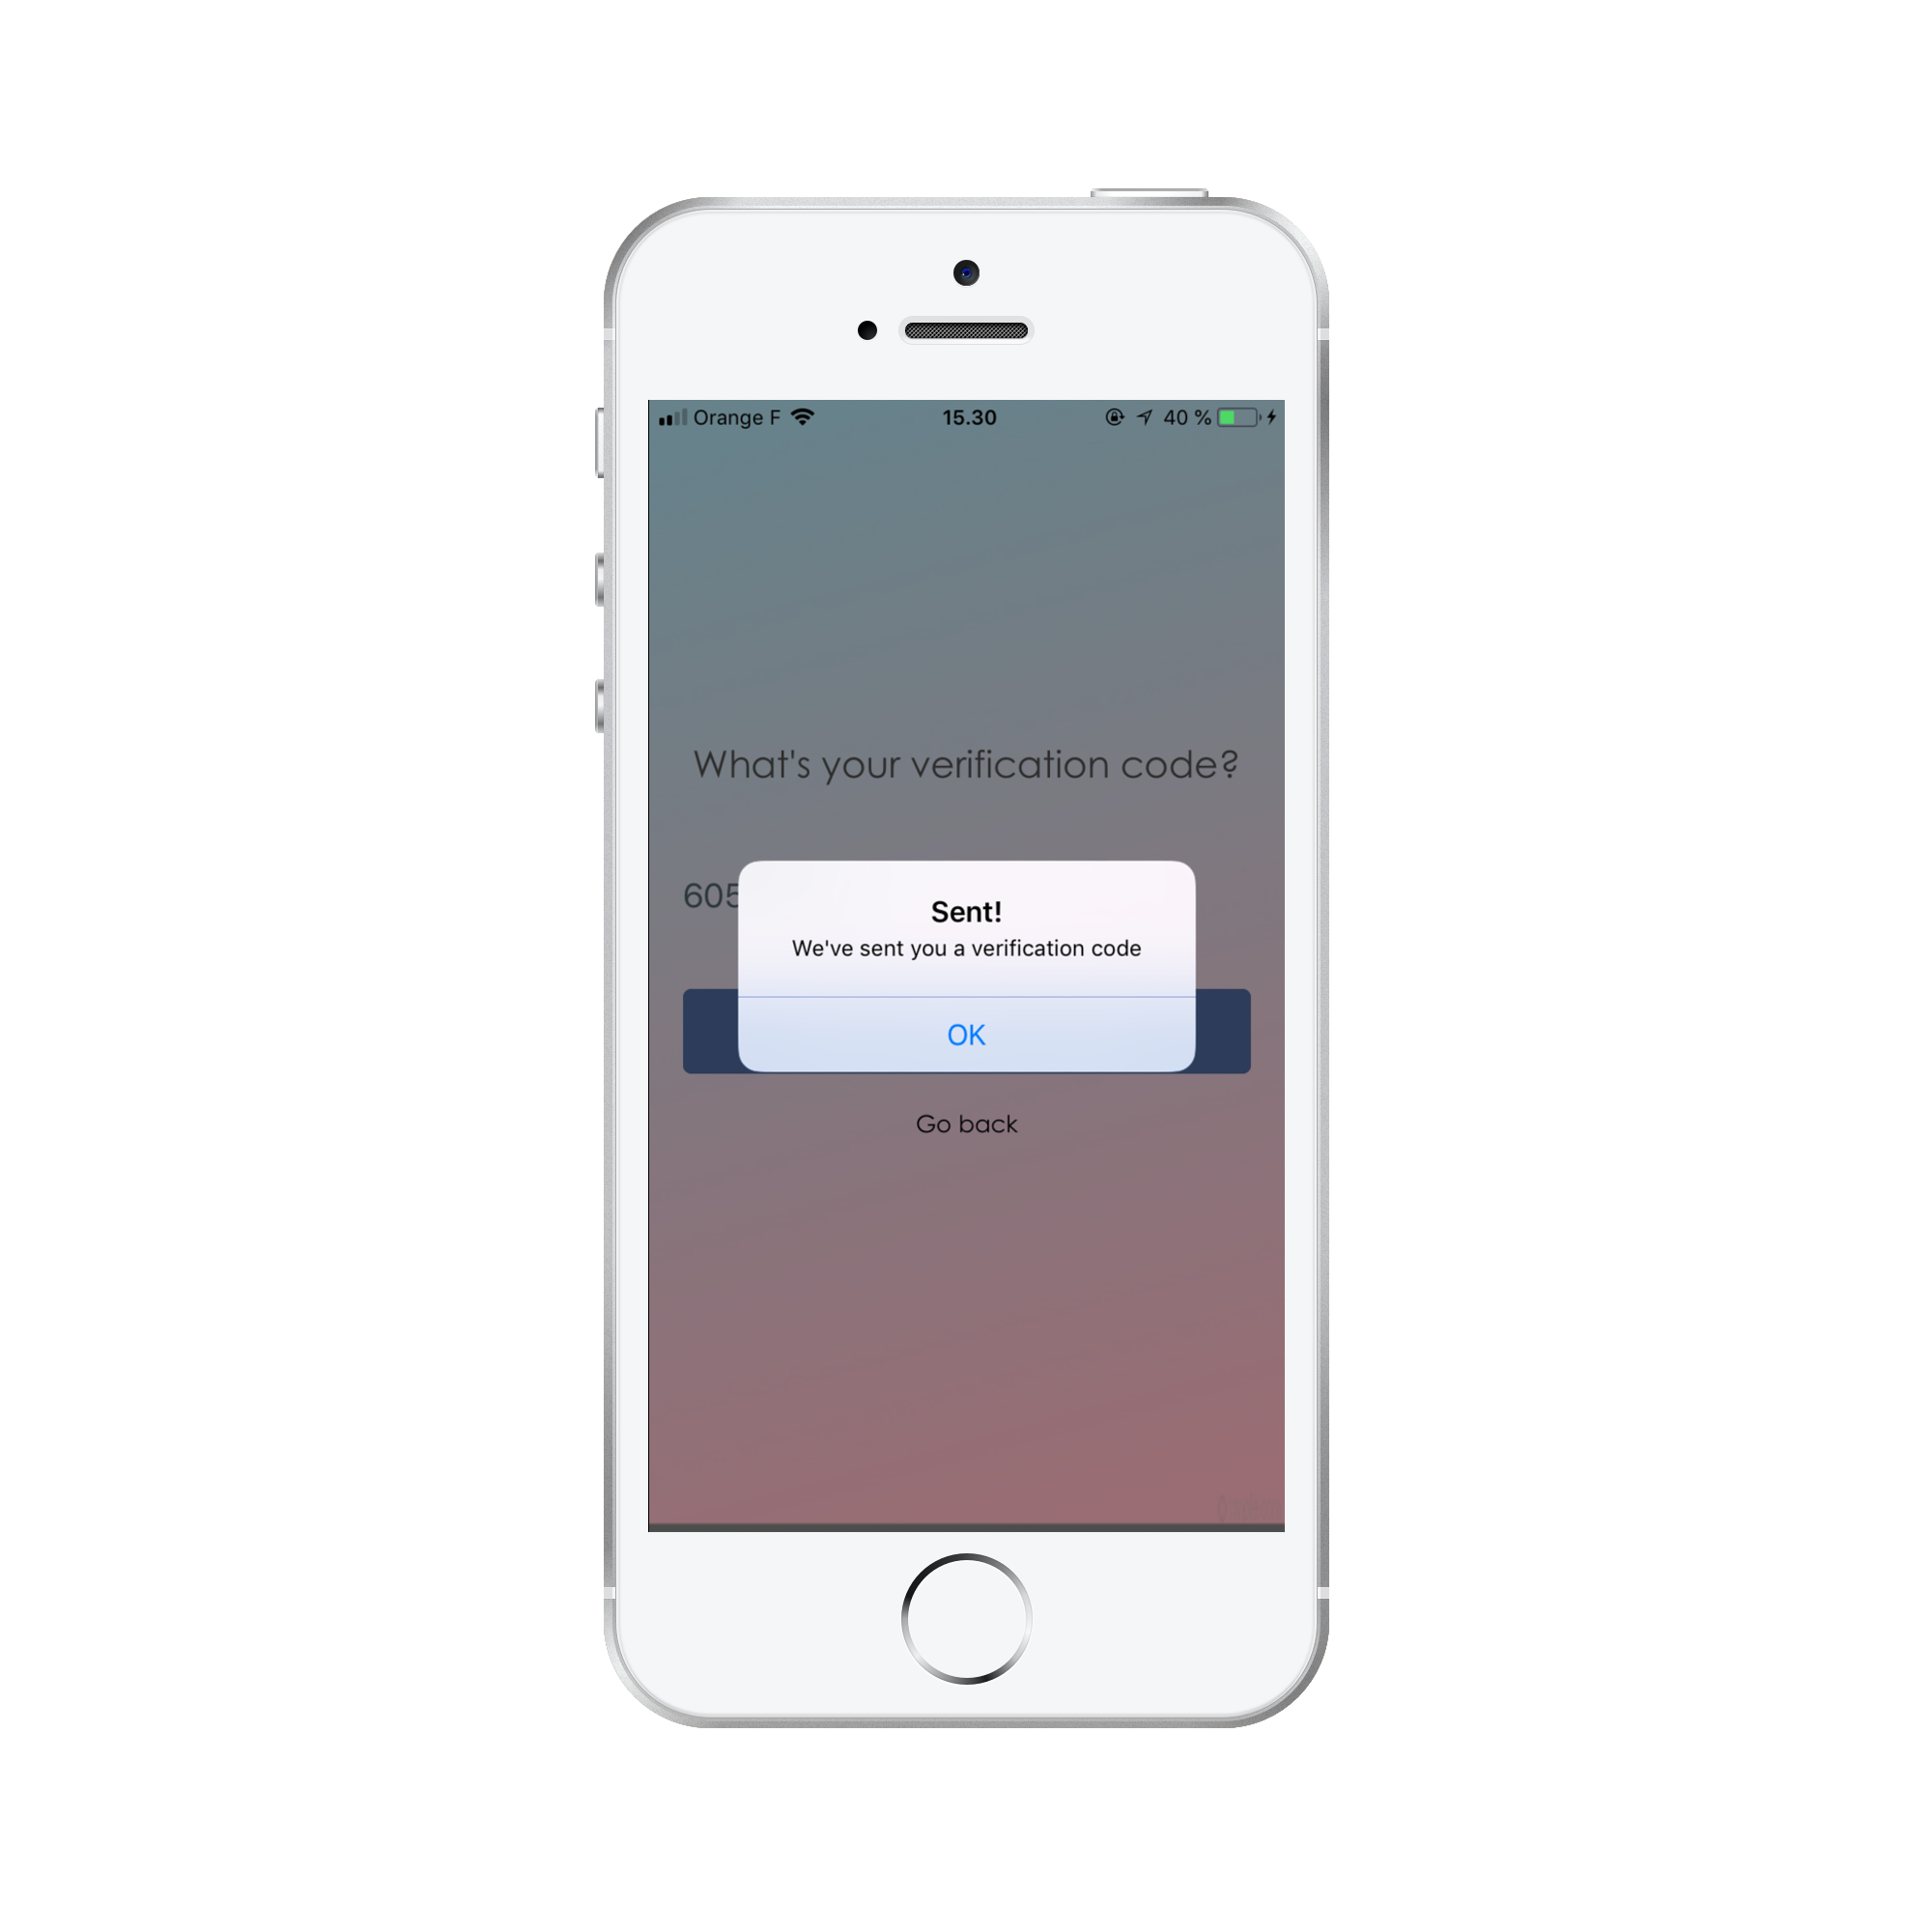 Orange F 15.30 40 %
What's your verification code?
605
Sent!
We've sent you a verification code
OK
Go back